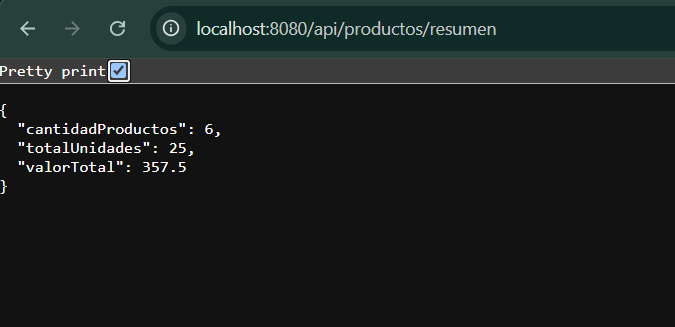 localhost:8080/api/productos/resumen
Pretty print
{
  "cantidadProductos": 6,
  "totalUnidades": 25,
  "valorTotal": 357.5
}